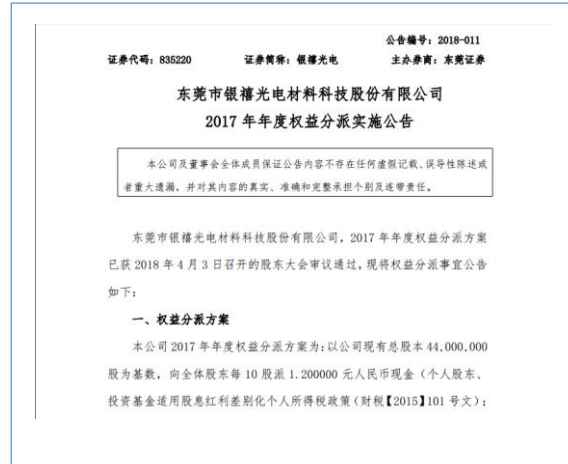 公告编号：2018-011
证券代码：835220 证券简称：银禧光电 主办券商：东莞证券
东莞市银禧光电材料科技股份有限公司
2017 年年度权益分派实施公告
本公司及董事会全体成员保证公告内容不存在任何虚假记载、误导性陈述或
者重大遗漏，并对其内容的真实、准确和完整承担个别及连带责任。
东莞市银禧光电材料科技股份有限公司，2017 年年度权益分派方案
已获 2018 年 4 月 3 日召开的股东大会审议通过，现将权益分派事宜公告
如下：
一、权益分派方案
本公司 2017 年年度权益分派方案为：以公司现有总股本 44,000,000
股为基数，向全体股东每 10 股派 1.200000 元人民币现金（个人股东、
投资基金适用股息红利差别化个人所得税政策（财税【2015】101 号文）；